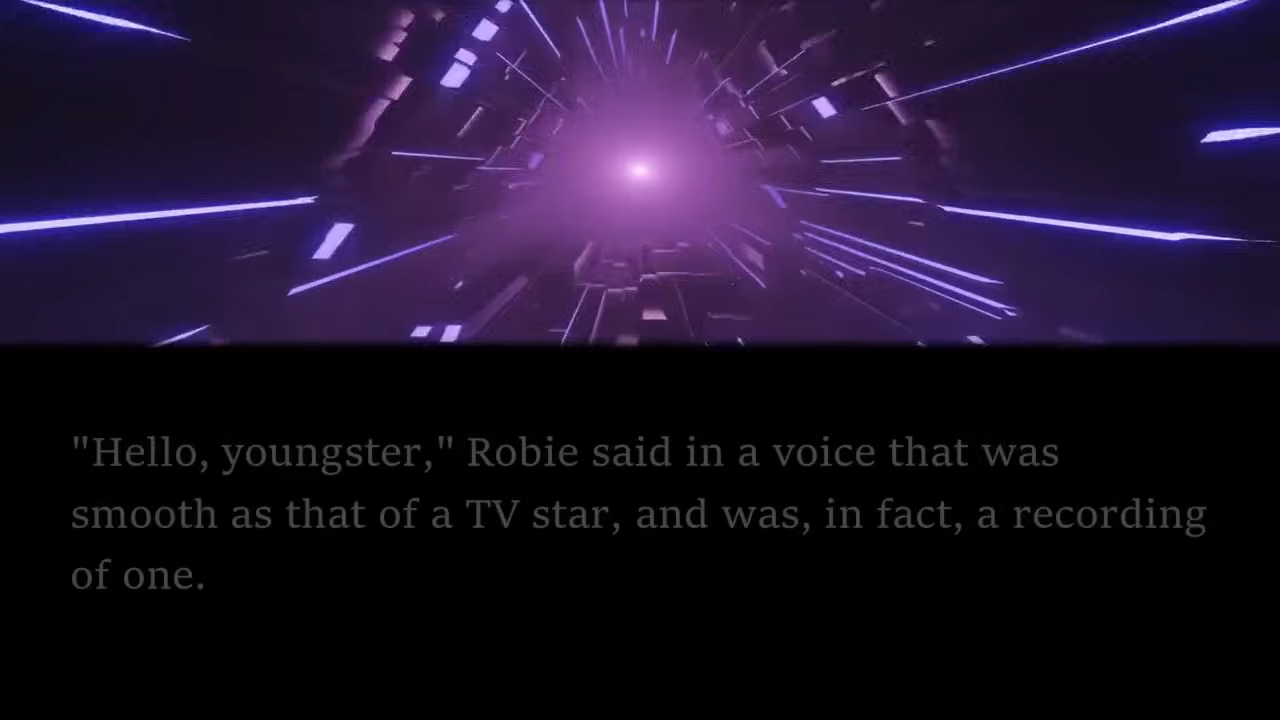 "Hello, youngster," Robie said in a voice that was
smooth as that of a TV star, and was, in fact, a recording
of one.